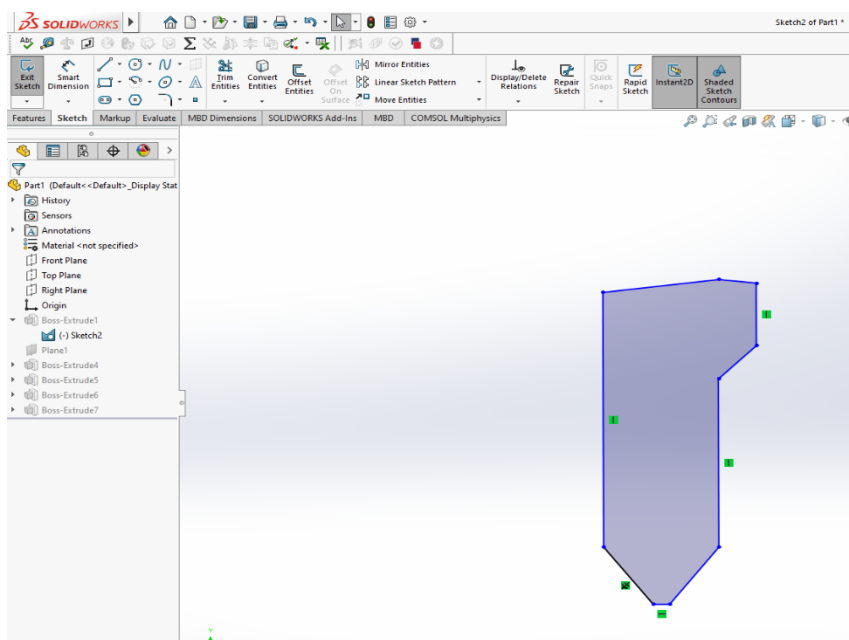 SOLIDWORKS
Sketch2 of Part1 *
Exit Sketch
Smart Dimension
Trim Entities
Convert Entities
Offset Entities
Offset On Surface
Mirror Entities
Linear Sketch Pattern
Move Entities
Display/Delete Relations
Repair Sketch
Quick Snaps
Rapid Sketch
Instant2D
Shaded Sketch Contours
Features Sketch Markup Evaluate MBD Dimensions SOLIDWORKS Add-Ins MBD COMSOL Multiphysics
Part1 (Default<<Default>_Display Stat
History
Sensors
Annotations
Material <not specified>
Front Plane
Top Plane
Right Plane
Origin
Boss-Extrude1
(-) Sketch2
Plane1
Boss-Extrude4
Boss-Extrude5
Boss-Extrude6
Boss-Extrude7
Y